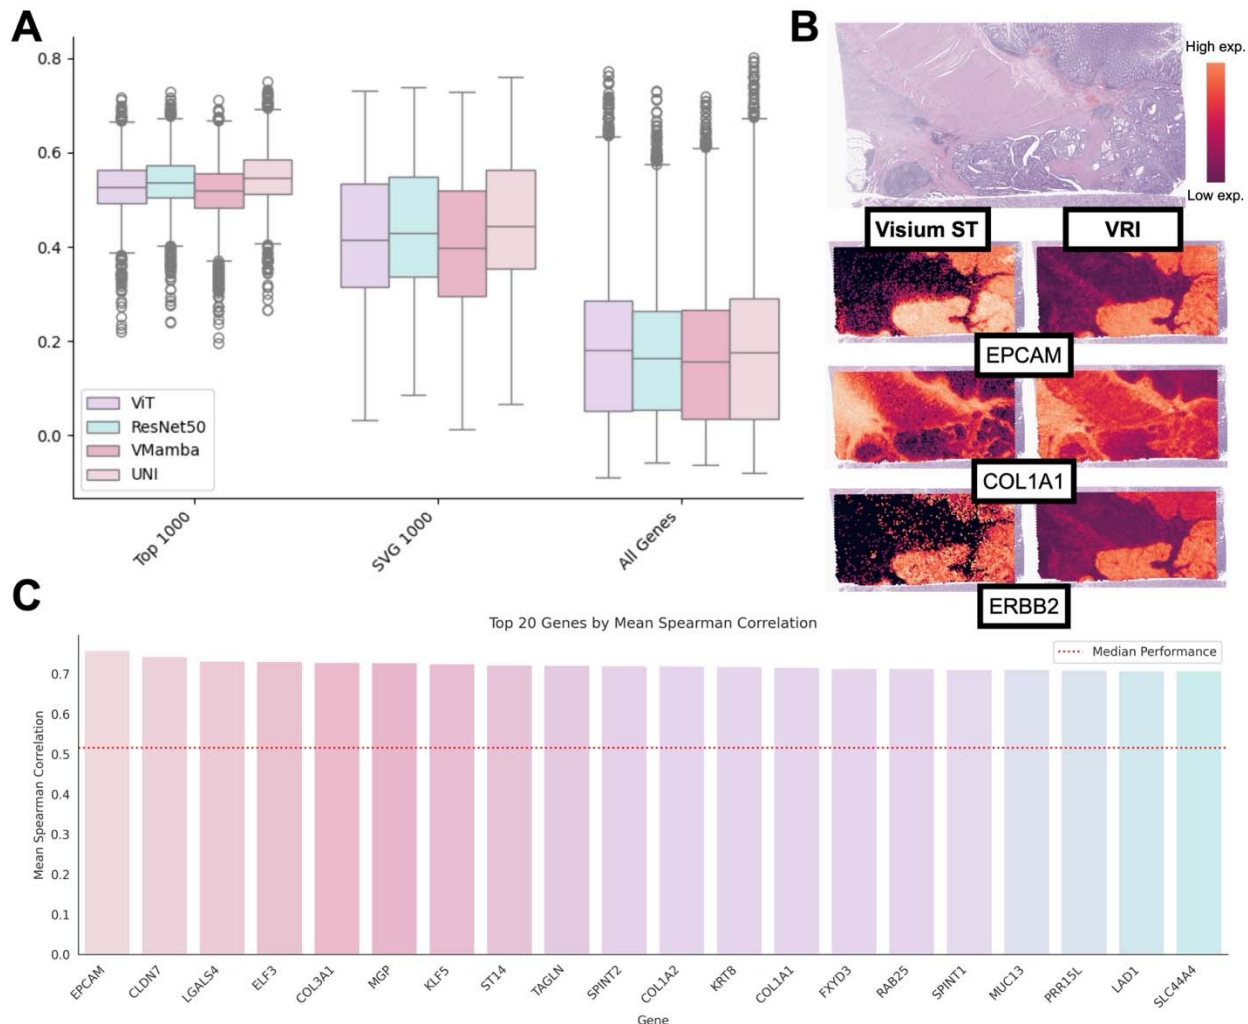 A
0.8
0.6
0.4
0.2
0.0
ViT
ResNet50
VMamba
UNI
Top 1000
SVG 1000
All Genes
B
High exp.
Low exp.
Visium ST
VRI
EPCAM
COL1A1
ERBB2
C
Top 20 Genes by Mean Spearman Correlation
Median Performance
Mean Spearman Correlation
0.7
0.6
0.5
0.4
0.3
0.2
0.1
0.0
EPCAM
CLDN7
LGALS4
ELF3
COL3A1
MGP
KLF5
ST14
TAGLN
SPINT2
COL1A2
KRT8
COL1A1
FXYD3
RAB25
SPINT1
MUC13
PRR15L
LAD1
SLC44A4
Gene